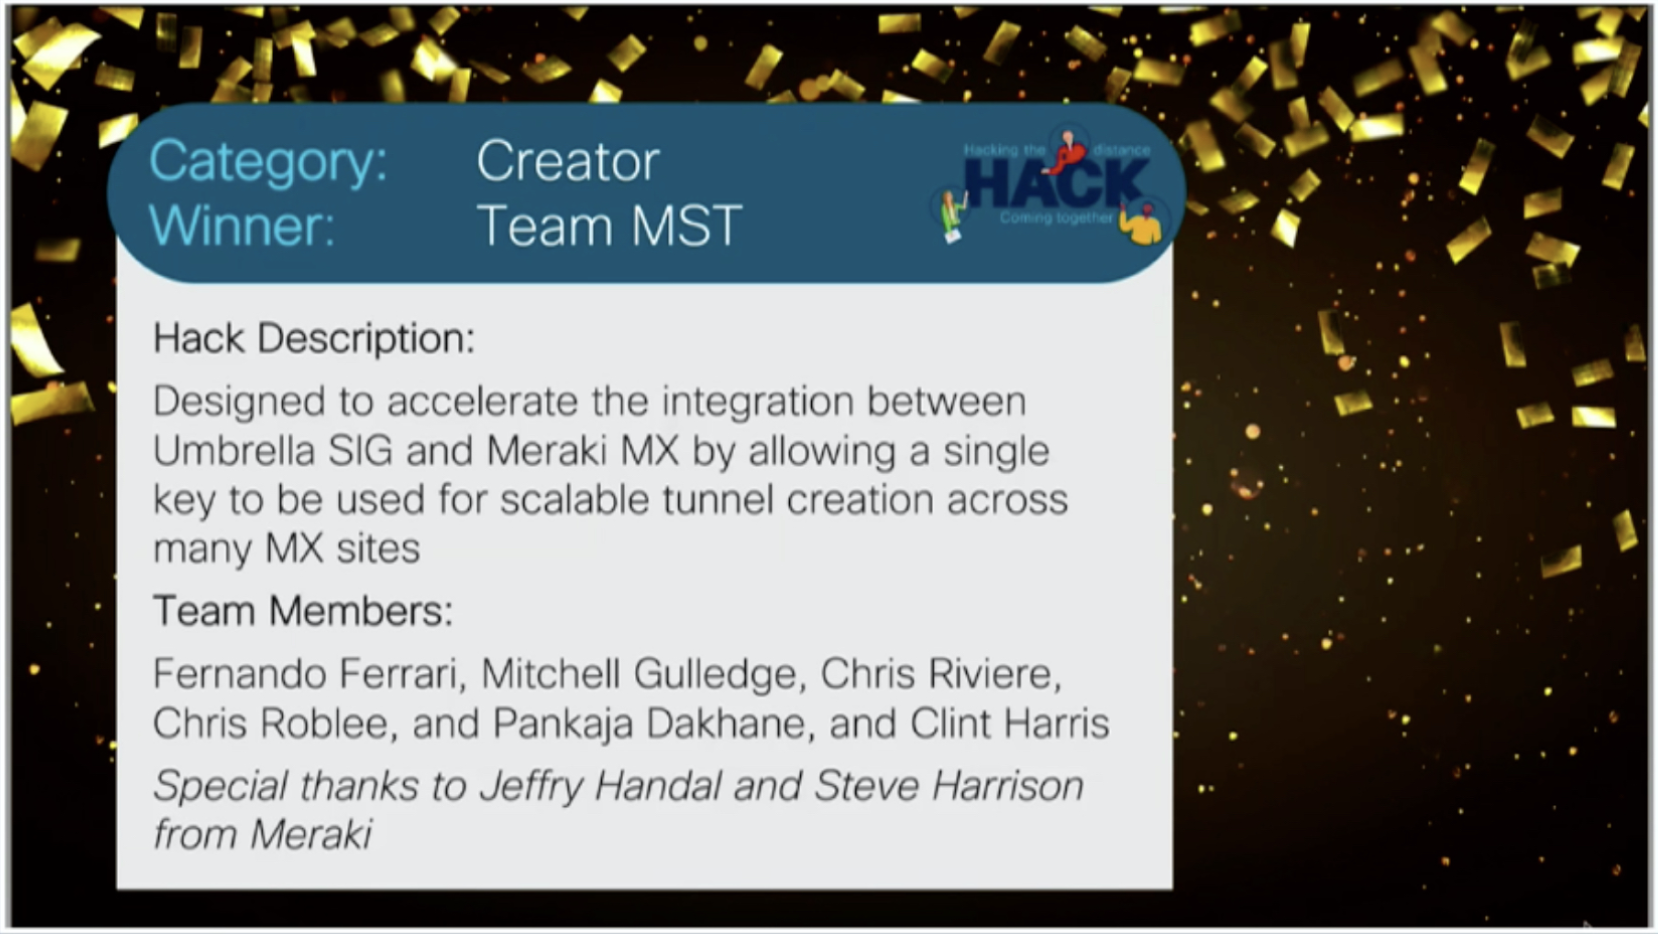 Category: Creator
Winner: Team MST
Hacking the distance
HACK
Coming together
Hack Description:
Designed to accelerate the integration between
Umbrella SIG and Meraki MX by allowing a single
key to be used for scalable tunnel creation across
many MX sites
Team Members:
Fernando Ferrari, Mitchell Gulledge, Chris Riviere,
Chris Roblee, and Pankaja Dakhane, and Clint Harris
Special thanks to Jeffry Handal and Steve Harrison
from Meraki